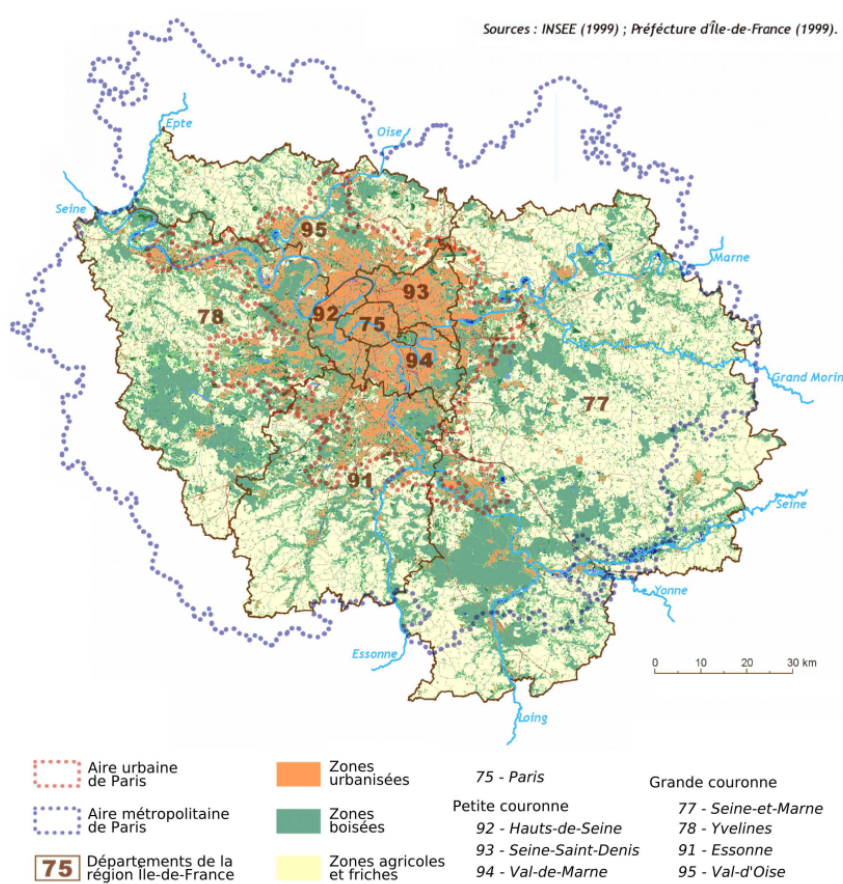 Sources : INSEE (1999) ; Préfécture d'Île-de-France (1999).
Epte
Oise
Seine
95
Marne
93
78
92
75
94
Grand Morin
77
91
Seine
Yonne
Essonne
Loing
0 10 20 30 km
Aire urbaine
de Paris
Aire métropolitaine
de Paris
75 Départements de la
région Ile-de-France
Zones
urbanisées
Zones
boisées
Zones agricoles
et friches
75 - Paris
Petite couronne
92 - Hauts-de-Seine
93 - Seine-Saint-Denis
94 - Val-de-Marne
Grande couronne
77 - Seine-et-Marne
78 - Yvelines
91 - Essonne
95 - Val-d'Oise